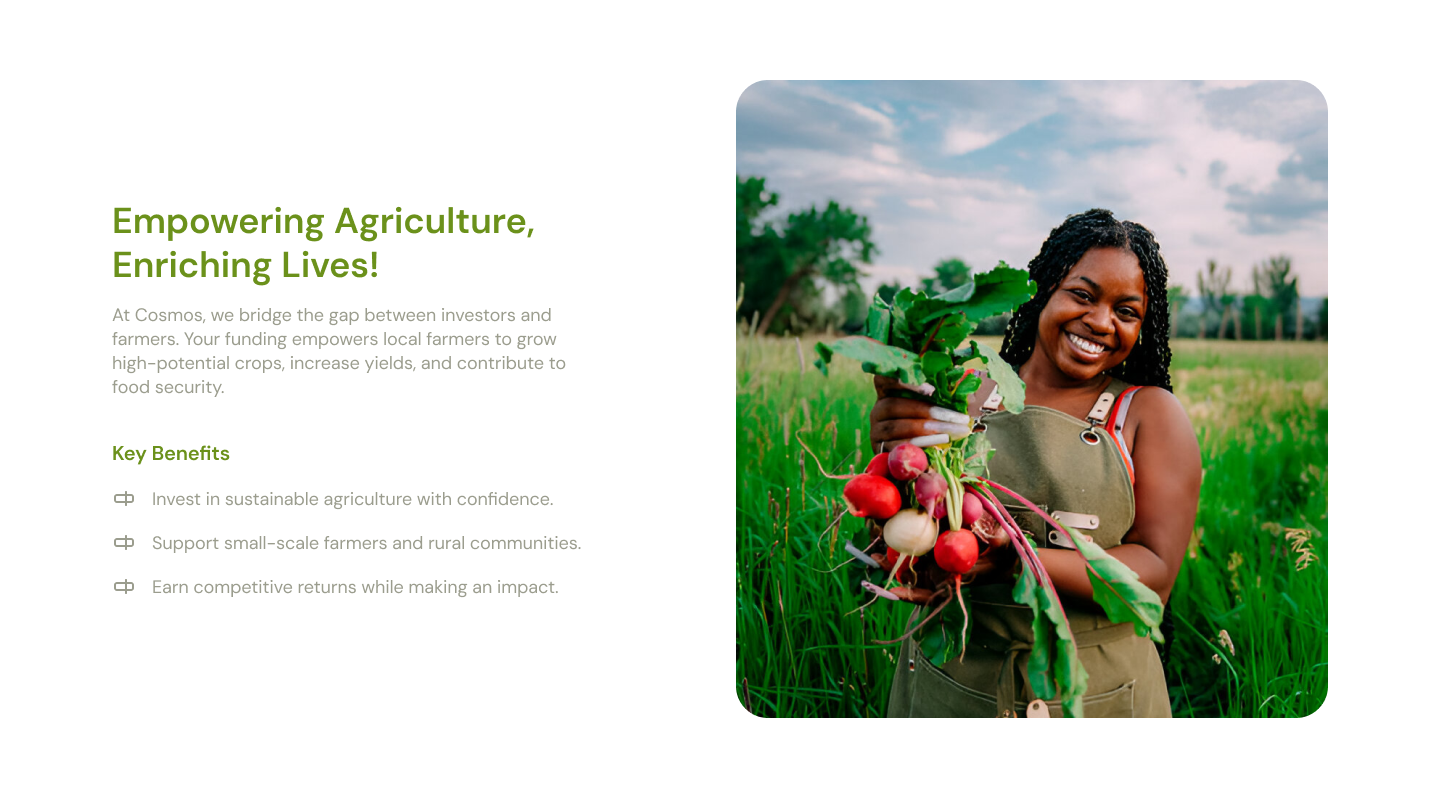 Empowering Agriculture,
Enriching Lives!
At Cosmos, we bridge the gap between investors and
farmers. Your funding empowers local farmers to grow
high-potential crops, increase yields, and contribute to
food security.
Key Benefits
Invest in sustainable agriculture with confidence.
Support small-scale farmers and rural communities.
Earn competitive returns while making an impact.